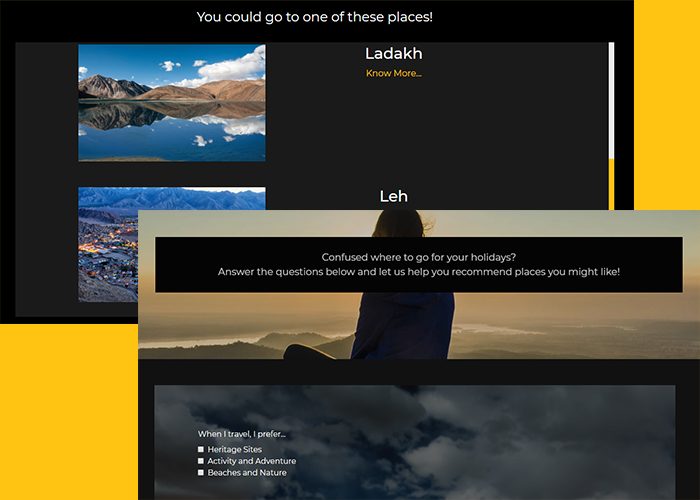 You could go to one of these places!
Ladakh
Know More...
Leh
Confused where to go for your holidays?
Answer the questions below and let us help you recommend places you might like!
When I travel, I prefer...
Heritage Sites
Activity and Adventure
Beaches and Nature